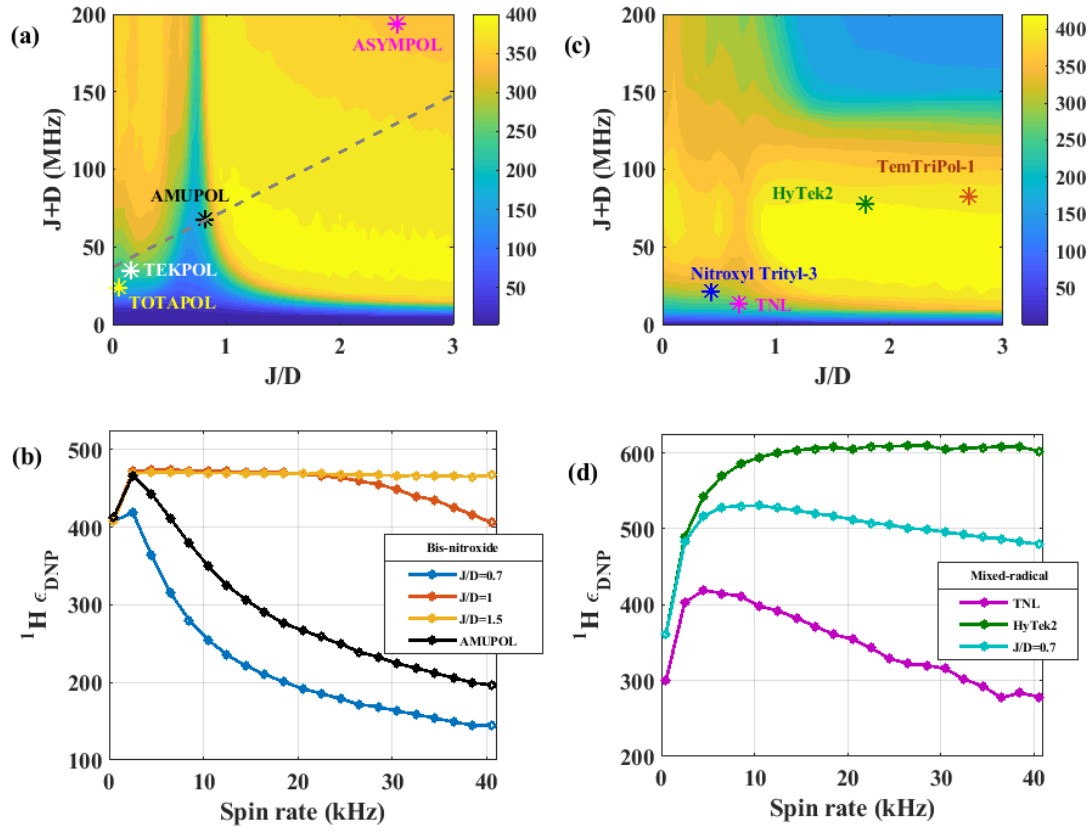 (a)
J+D (MHz)
200
150
100
50
0
0
1
2
3
J/D
ASYMPOL
AMUPOL
TEKPOL
TOTAPOL
400
350
300
250
200
150
100
50
(c)
J+D (MHz)
200
150
100
50
0
0
1
2
3
J/D
TemTriPol-1
HyTek2
Nitroxyl Trityl-3
TNL
400
350
300
250
200
150
100
50
(b)
¹H ϵ_DNP
500
400
300
200
100
0
10
20
30
40
Spin rate (kHz)
Bis-nitroxide
J/D=0.7
J/D=1
J/D=1.5
AMUPOL
(d)
¹H ϵ_DNP
600
500
400
300
200
0
10
20
30
40
Spin rate (kHz)
Mixed-radical
TNL
HyTek2
J/D=0.7